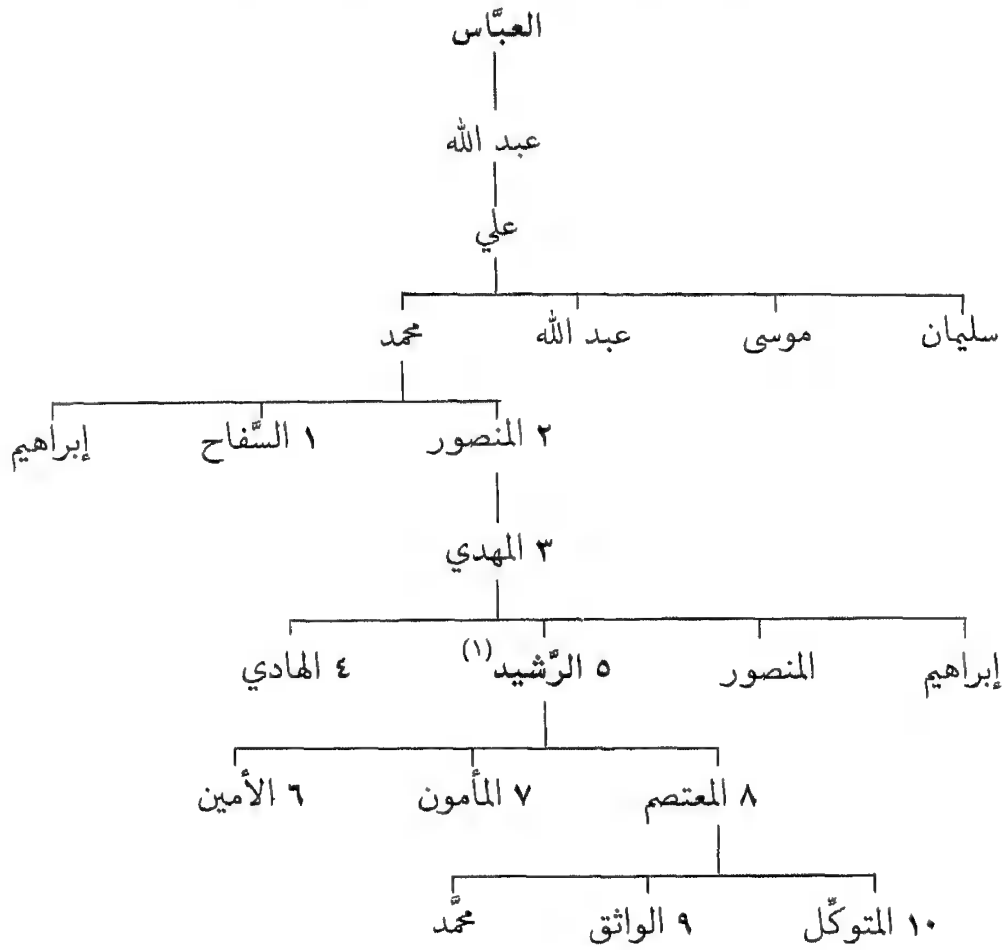 العبَّاس
عبد الله
علي
سليمان موسى عبد الله محمد
٢ المنصور ١ السَّفاح إبراهيم
٣ المهدي
إبراهيم المنصور ٥ الرَّشيد(١) ٤ الهادي
٨ المعتصم ٧ المأمون ٦ الأمين
١٠ المتوكِّل ٩ الواثق محمَّد